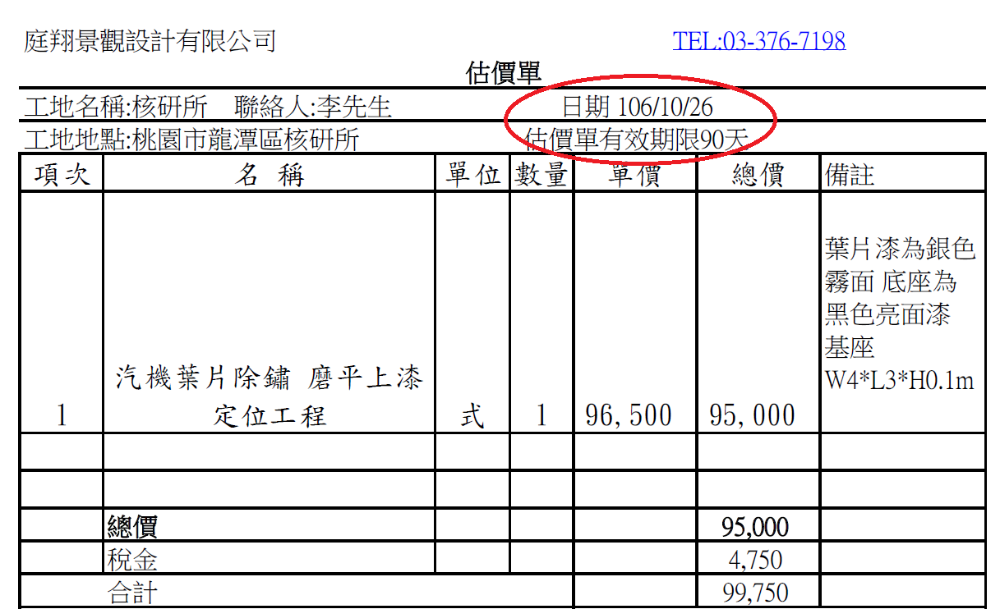 庭翔景觀設計有限公司 TEL:03-376-7198
估價單
工地名稱:核研所 聯絡人:李先生 日期 106/10/26
工地地點:桃園市龍潭區核研所 估價單有效期限90天
項次 名 稱 單位 數量 單價 總價 備註
葉片漆為銀色
霧面 底座為
黑色亮面漆
基座
W4*L3*H0.1m
汽機葉片除鏽 磨平上漆
1 定位工程 式 1 96,500 95,000
總價 95,000
稅金 4,750
合計 99,750